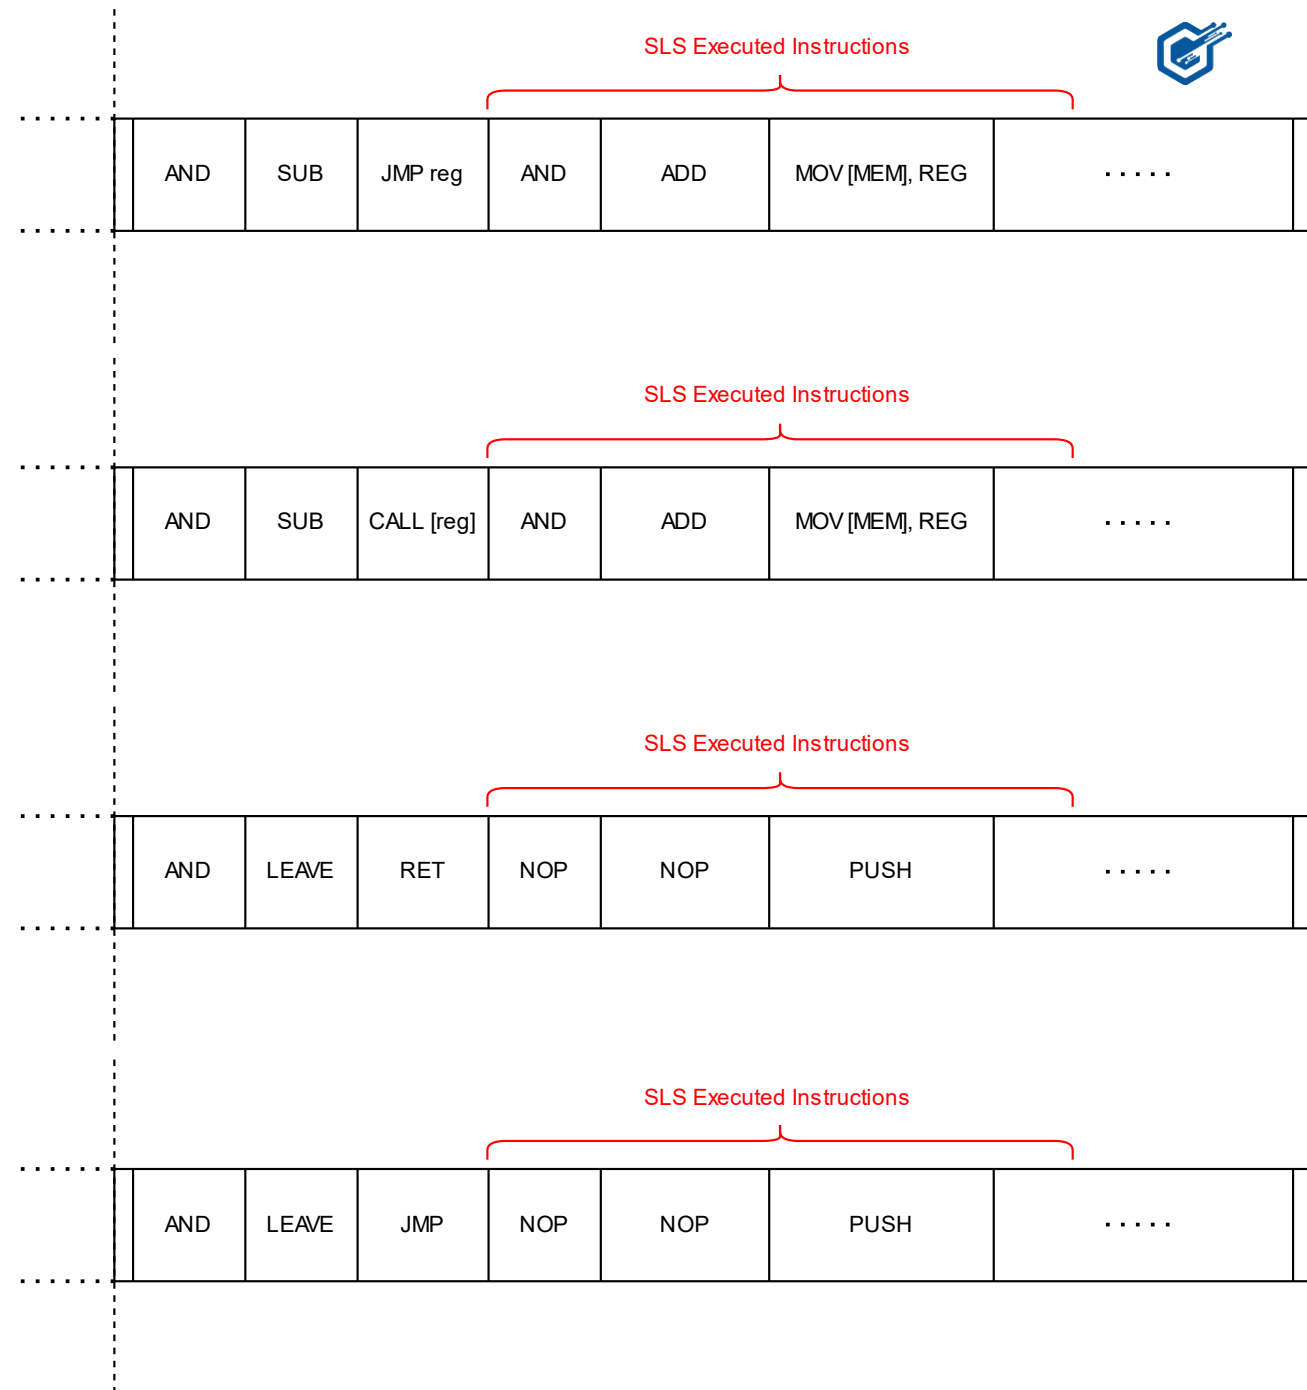 SLS Executed Instructions
AND SUB JMP reg AND ADD MOV [MEM], REG . . . . .
SLS Executed Instructions
AND SUB CALL [reg] AND ADD MOV [MEM], REG . . . . .
SLS Executed Instructions
AND LEAVE RET NOP NOP PUSH . . . . .
SLS Executed Instructions
AND LEAVE JMP NOP NOP PUSH . . . . .